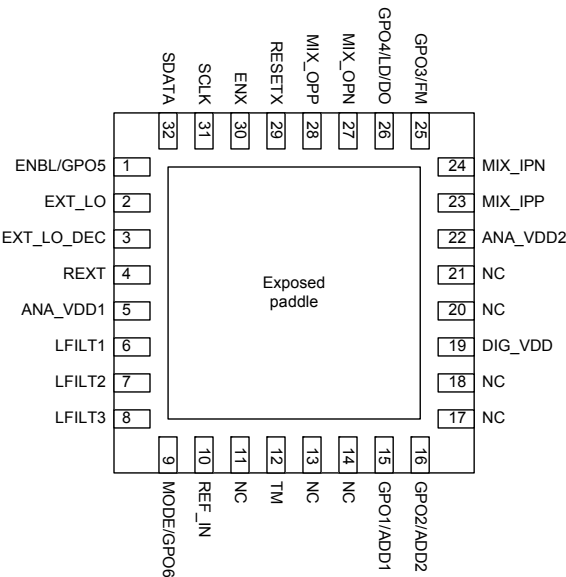 SDATA
SCLK
ENX
RESETX
MIX_OPP
MIX_OPN
GPO4/LD/DO
GPO3/FM
32
31
30
29
28
27
26
25
ENBL/GPO5 1
EXT_LO 2
EXT_LO_DEC 3
REXT 4
ANA_VDD1 5
LFILT1 6
LFILT2 7
LFILT3 8
Exposed
paddle
24 MIX_IPN
23 MIX_IPP
22 ANA_VDD2
21 NC
20 NC
19 DIG_VDD
18 NC
17 NC
9
10
11
12
13
14
15
16
MODE/GPO6
REF_IN
NC
TM
NC
NC
GPO1/ADD1
GPO2/ADD2